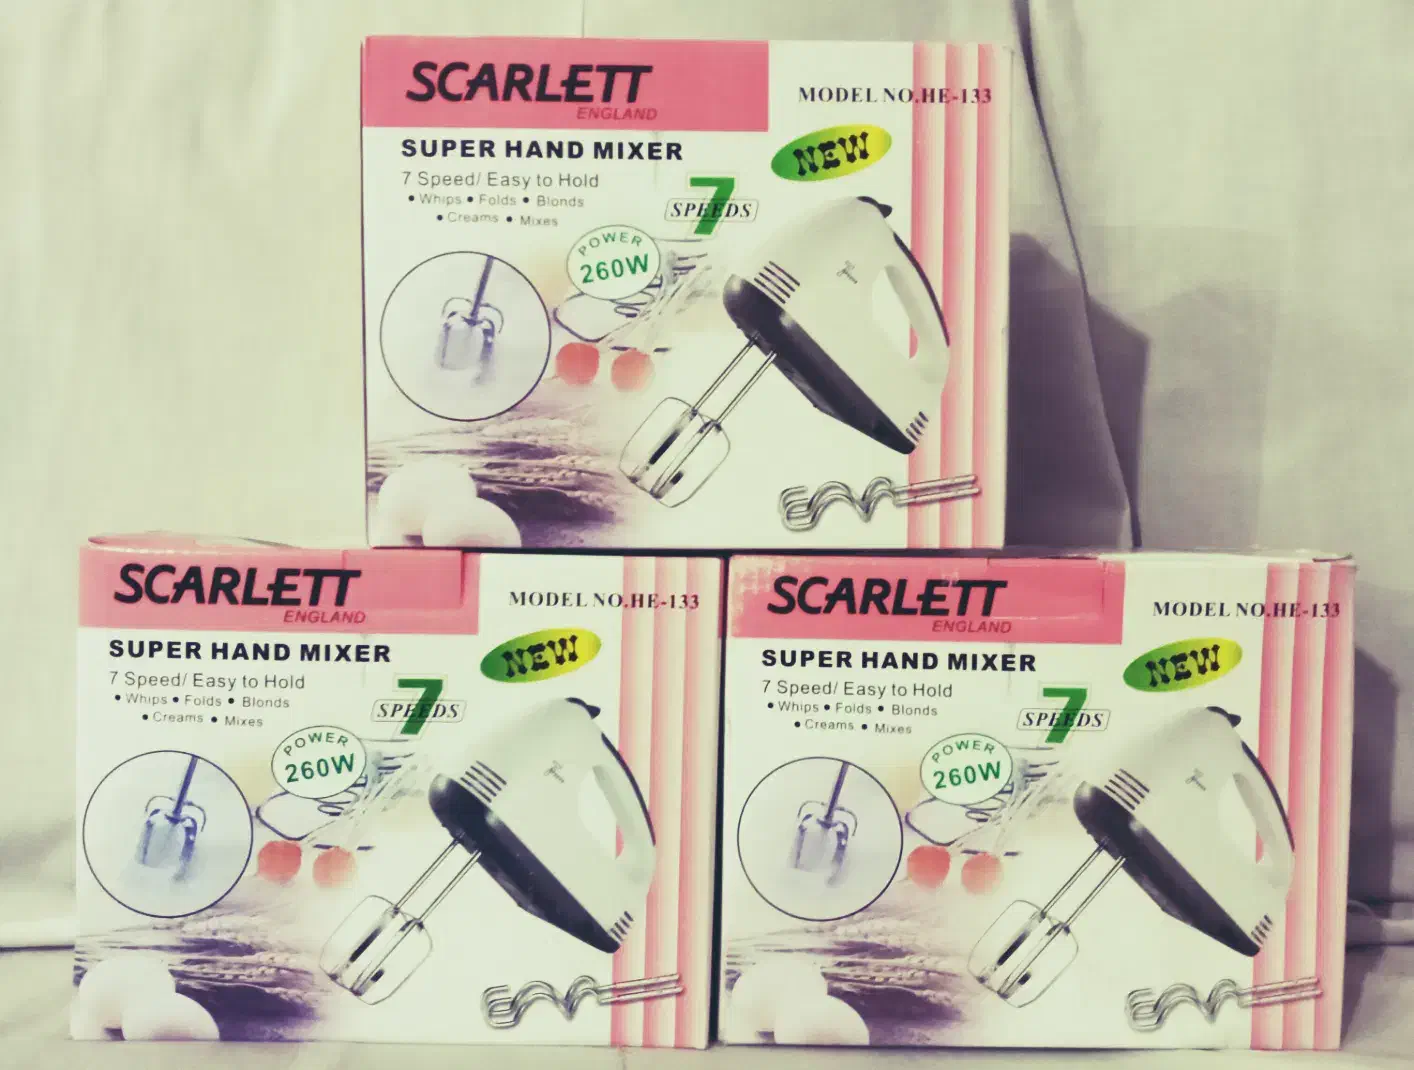 SCARLETT
ENGLAND
MODEL NO.HE-133
SUPER HAND MIXER
NEW
7 Speed/ Easy to Hold
• Whips • Folds • Blonds
• Creams • Mixes
7
SPEEDS
POWER
260W
SCARLETT
ENGLAND
MODEL NO.HE-133
SUPER HAND MIXER
NEW
7 Speed/ Easy to Hold
• Whips • Folds • Blonds
• Creams • Mixes
7
SPEEDS
POWER
260W
SCARLETT
ENGLAND
MODEL NO.HE-133
SUPER HAND MIXER
NEW
7 Speed/ Easy to Hold
• Whips • Folds • Blonds
• Creams • Mixes
7
SPEEDS
POWER
260W